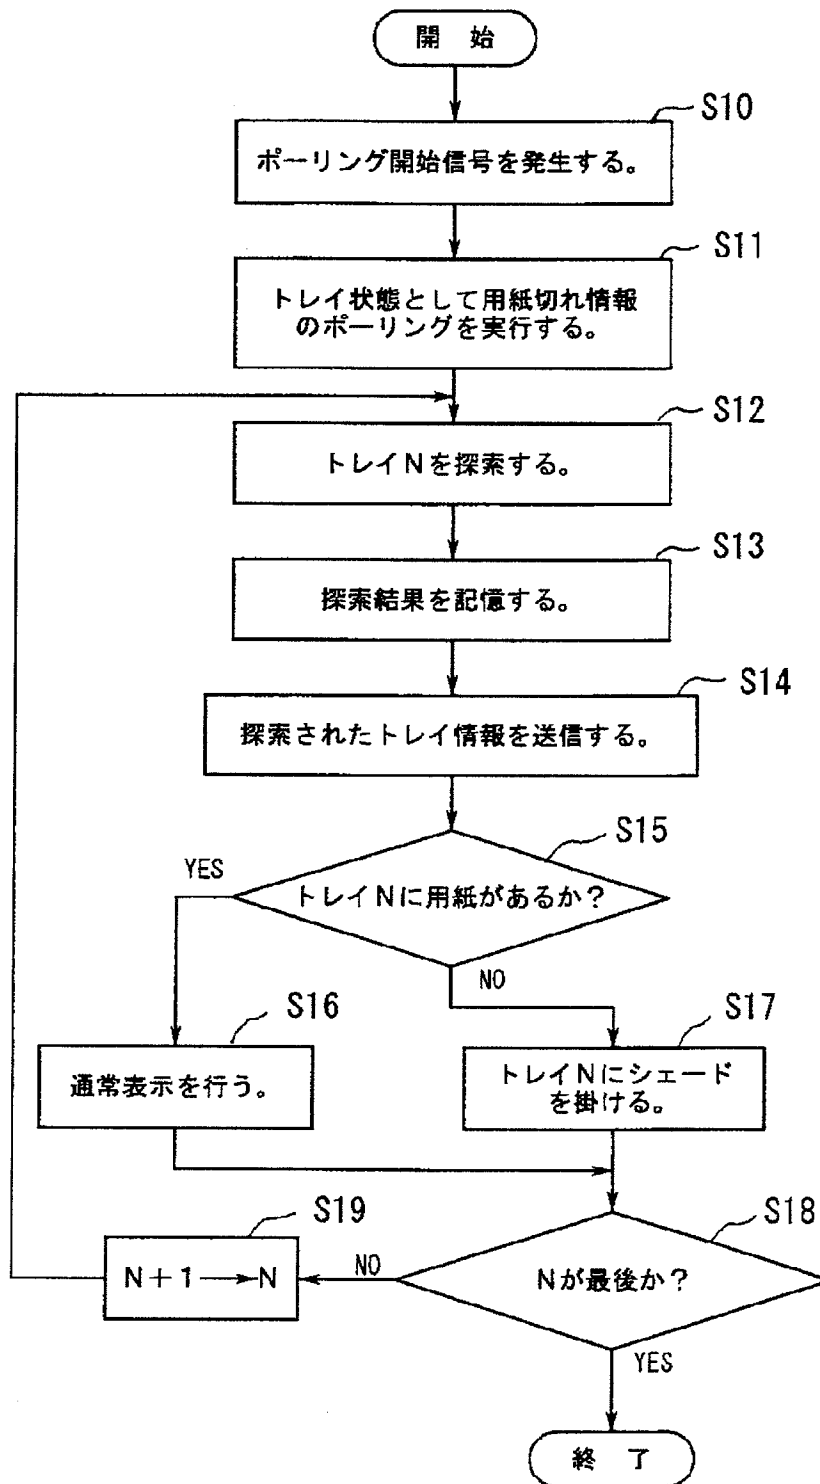 開 始
S10
ポーリング開始信号を発生する。
S11
トレイ状態として用紙切れ情報
のポーリングを実行する。
S12
トレイNを探索する。
S13
探索結果を記憶する。
S14
探索されたトレイ情報を送信する。
S15
トレイNに用紙があるか?
YES
NO
S16
通常表示を行う。
S17
トレイNにシェード
を掛ける。
S18
Nが最後か?
NO
S19
N+1→N
YES
終 了